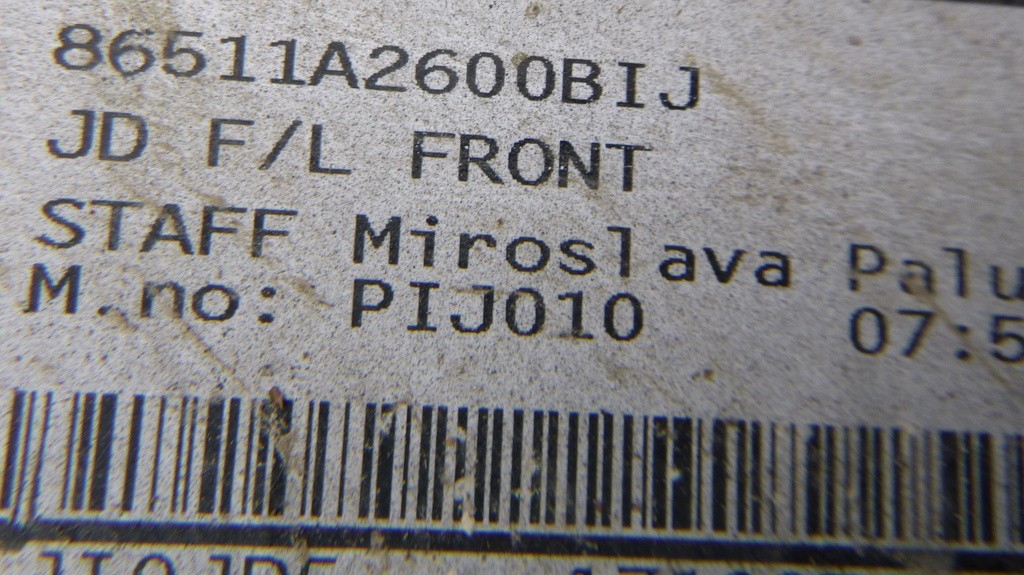 86511A2600BIJ
JD F/L FRONT
STAFF Miroslava Palu
M.no: PIJ010 07:5